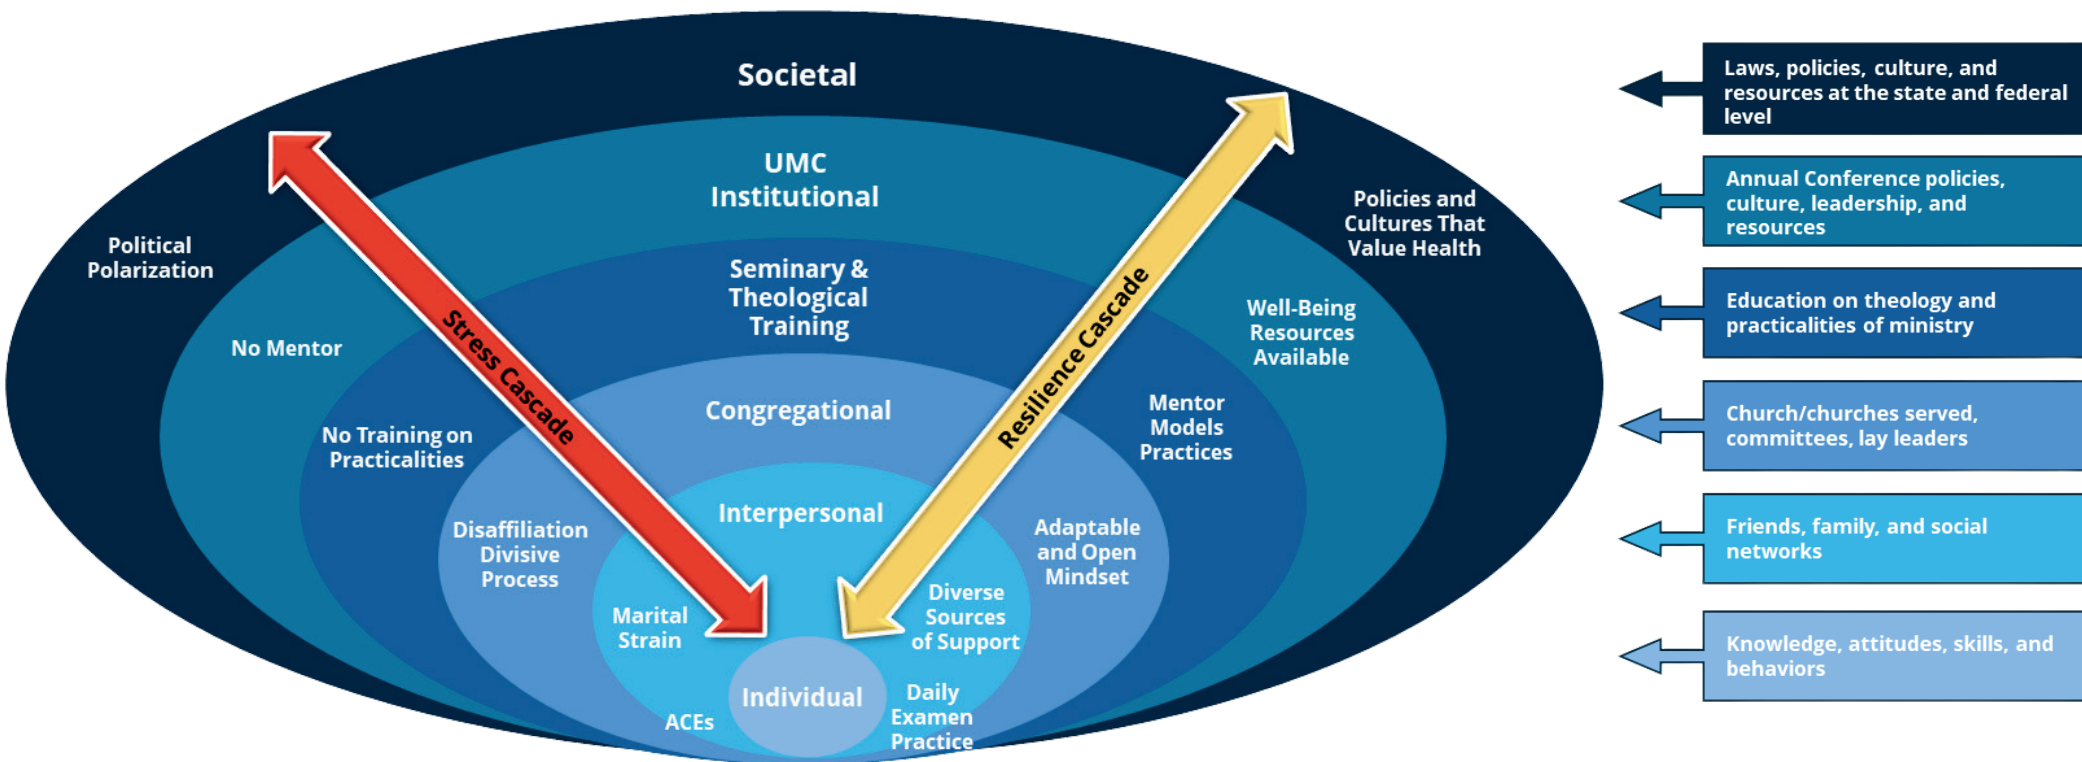 Societal
UMC
Institutional
Seminary &
Theological
Training
Congregational
Interpersonal
Individual
Stress Cascade
Resilience Cascade
Political
Polarization
No Mentor
No Training on
Practicalities
Disaffiliation
Divisive
Process
Marital
Strain
ACEs
Policies and
Cultures That
Value Health
Well-Being
Resources
Available
Mentor
Models
Practices
Adaptable
and Open
Mindset
Diverse
Sources
of Support
Daily
Examen
Practice
Laws, policies, culture, and
resources at the state and federal
level
Annual Conference policies,
culture, leadership, and
resources
Education on theology and
practicalities of ministry
Church/churches served,
committees, lay leaders
Friends, family, and social
networks
Knowledge, attitudes, skills, and
behaviors